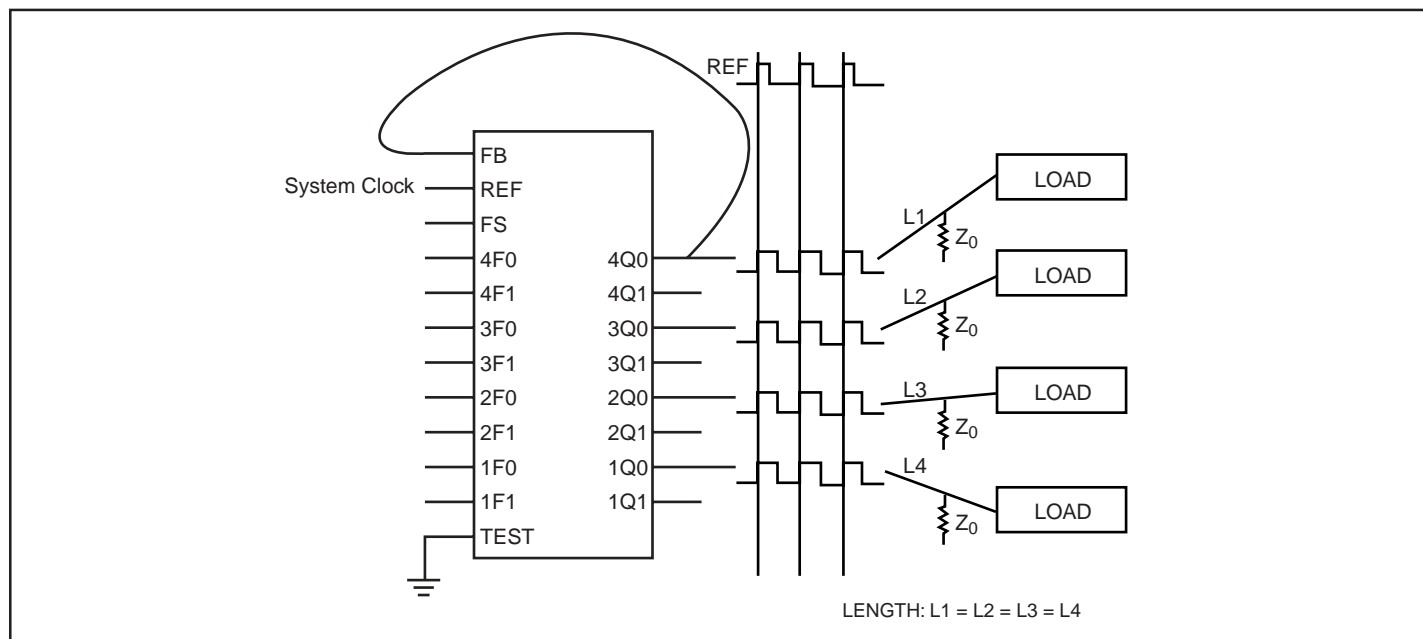 REF
FB
System Clock
REF
FS
4F0
4Q0
4F1
4Q1
3F0
3Q0
3F1
3Q1
2F0
2Q0
2F1
2Q1
1F0
1Q0
1F1
1Q1
TEST
LOAD
L1
Z0
LOAD
L2
Z0
LOAD
L3
Z0
L4
LOAD
Z0
LENGTH: L1 = L2 = L3 = L4